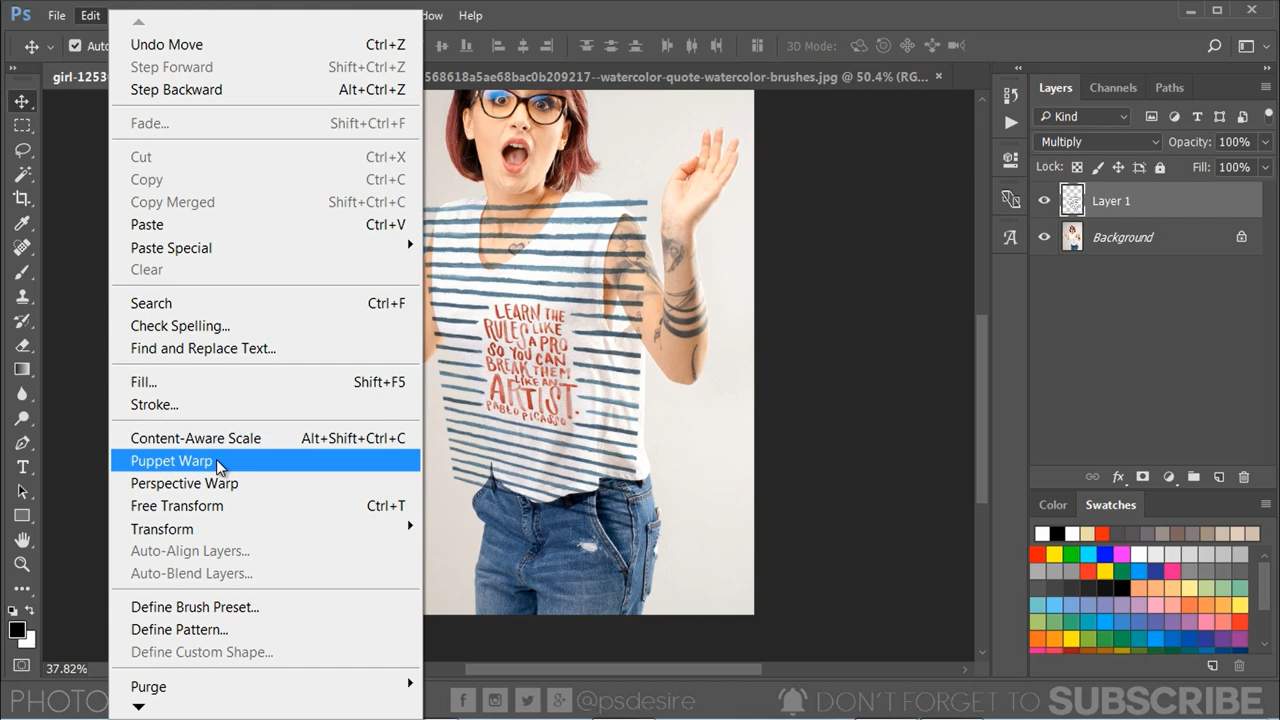 Ps File Edit ow Help
Auto 3D Mode:
girl-1253 568618a5ae68bac0b209217--watercolor-quote-watercolor-brushes.jpg @ 50.4% (RG... ×
Undo Move Ctrl+Z
Step Forward Shift+Ctrl+Z
Step Backward Alt+Ctrl+Z
Fade... Shift+Ctrl+F
Cut Ctrl+X
Copy Ctrl+C
Copy Merged Shift+Ctrl+C
Paste Ctrl+V
Paste Special
Clear
Search Ctrl+F
Check Spelling...
Find and Replace Text...
Fill... Shift+F5
Stroke...
Content-Aware Scale Alt+Shift+Ctrl+C
Puppet Warp
Perspective Warp
Free Transform Ctrl+T
Transform
Auto-Align Layers...
Auto-Blend Layers...
Define Brush Preset...
Define Pattern...
Define Custom Shape...
Purge
LEARN THE
RULES LIKE
A PRO
SO YOU CAN
BREAK THEM
LIKE AN
ARTIST.
PABLO PICASSO
Layers Channels Paths
Kind
Multiply Opacity: 100%
Lock: Fill: 100%
Layer 1
Background
fx
Color Swatches
37.82%
PHOTO @psdesire DON'T FORGET TO SUBSCRIBE